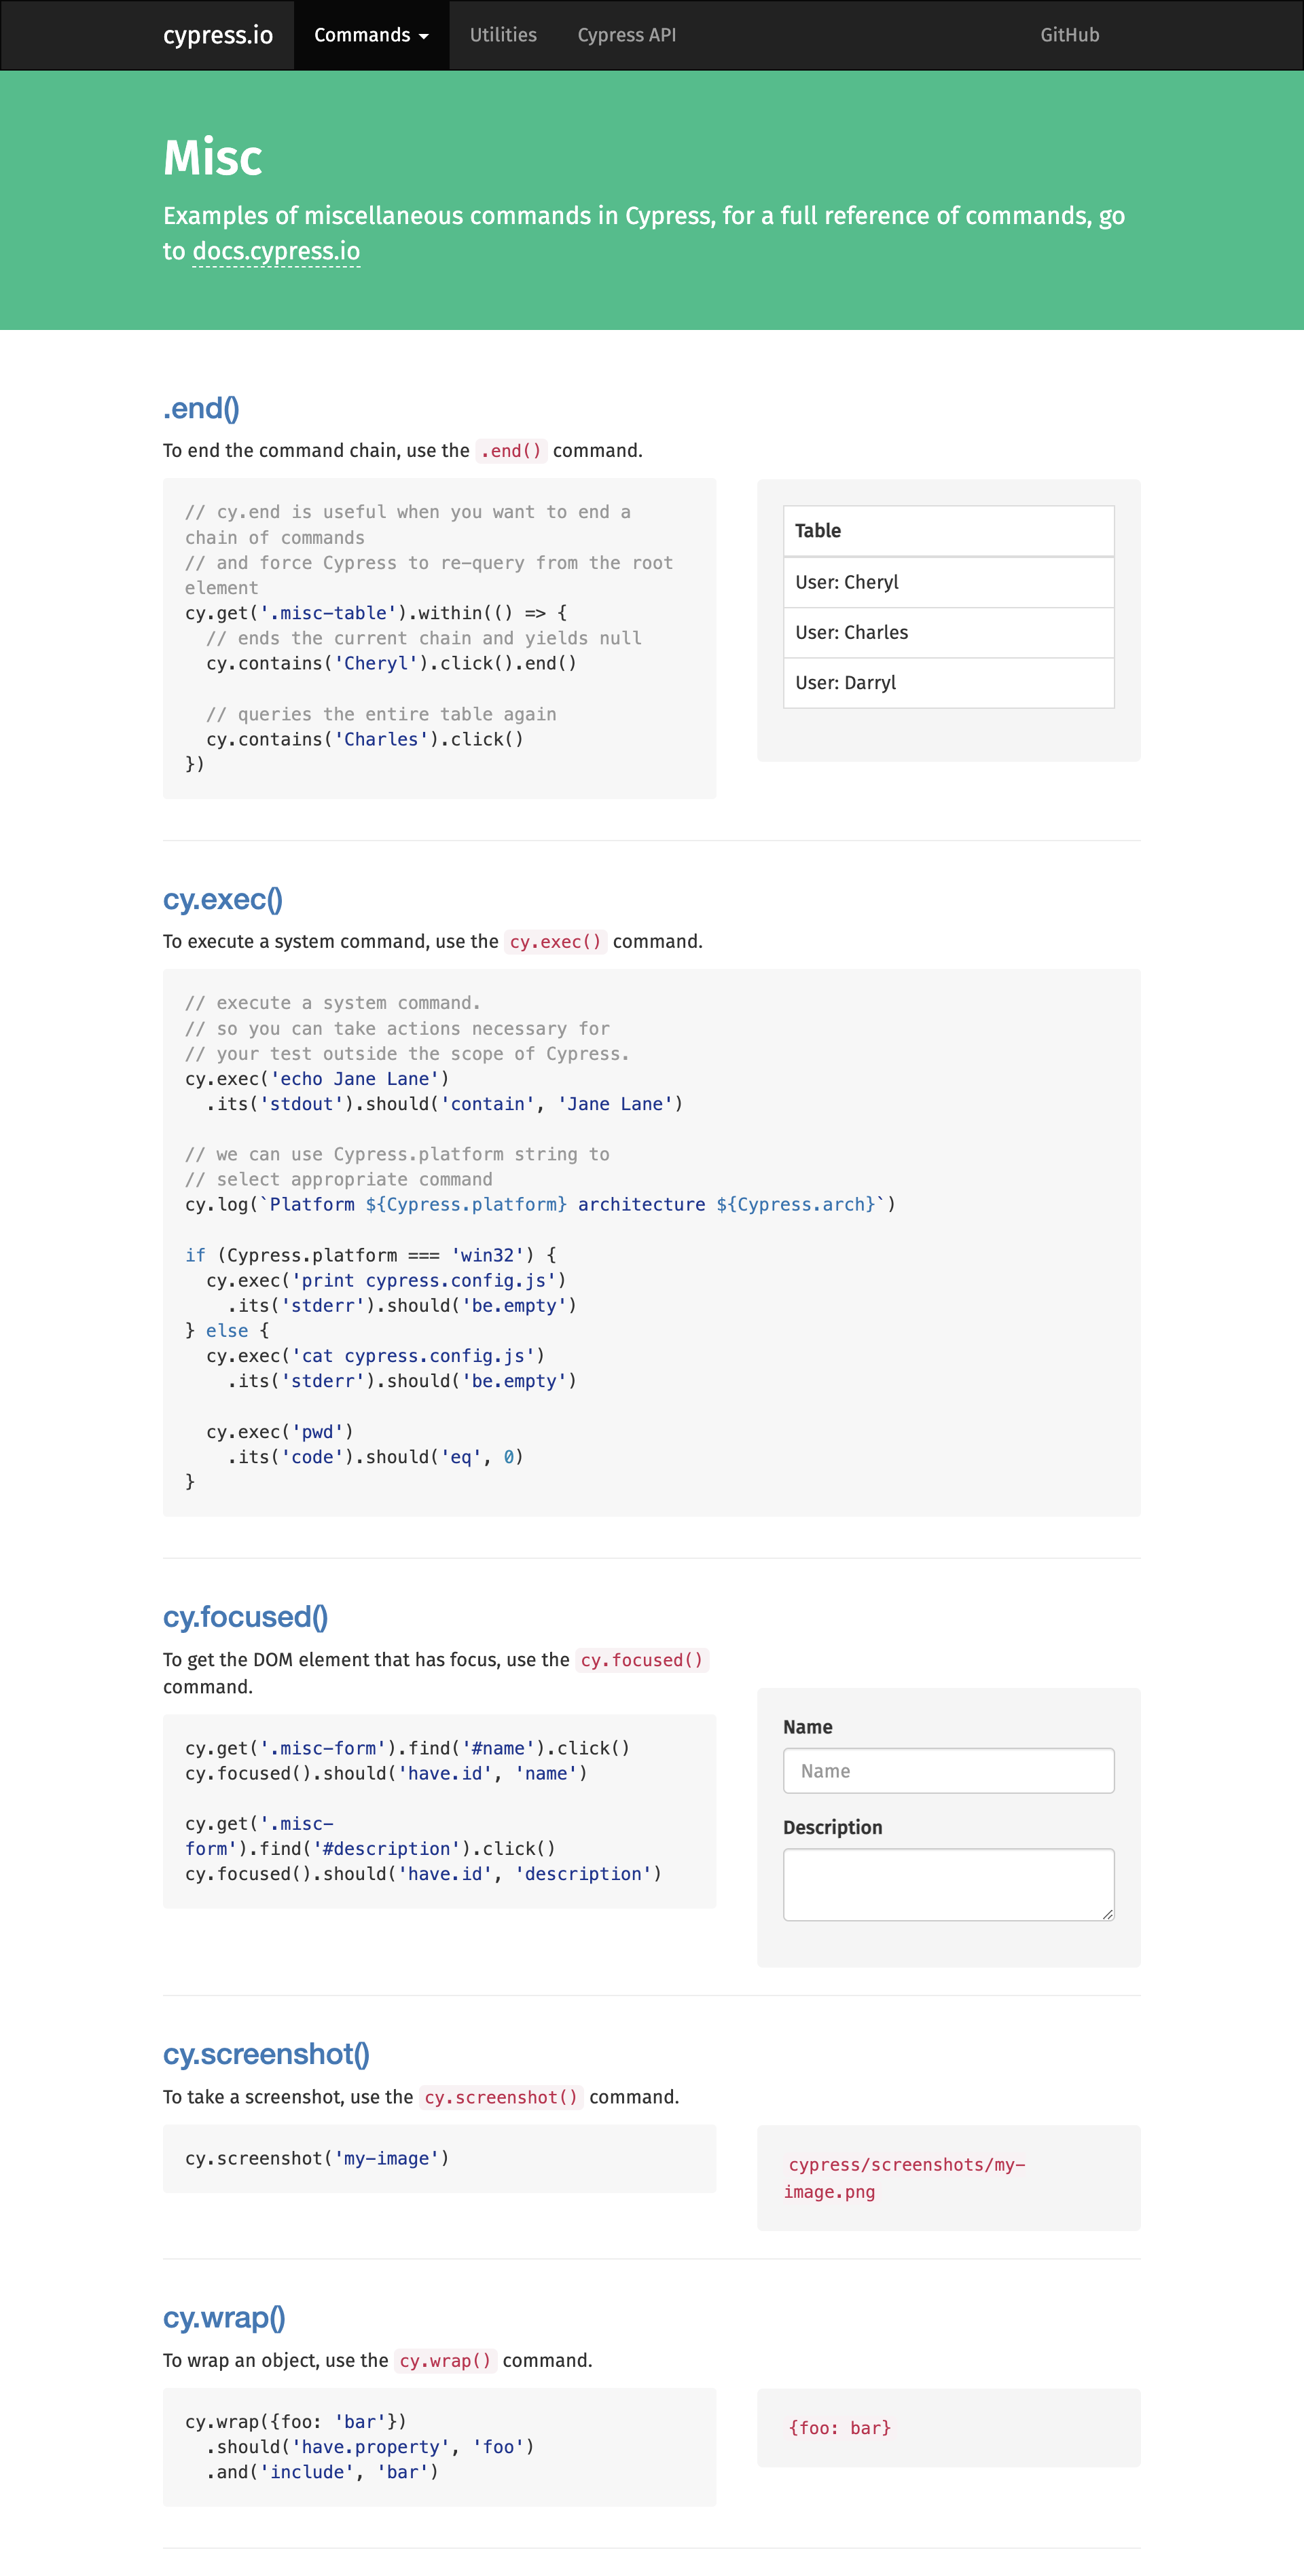 cypress.io Commands Utilities Cypress API GitHub
Misc
Examples of miscellaneous commands in Cypress, for a full reference of commands, go
to docs.cypress.io
.end()
To end the command chain, use the .end() command.
// cy.end is useful when you want to end a
chain of commands
// and force Cypress to re-query from the root
element
cy.get('.misc-table').within(() => {
  // ends the current chain and yields null
  cy.contains('Cheryl').click().end()
  // queries the entire table again
  cy.contains('Charles').click()
})
Table
User: Cheryl
User: Charles
User: Darryl
cy.exec()
To execute a system command, use the cy.exec() command.
// execute a system command.
// so you can take actions necessary for
// your test outside the scope of Cypress.
cy.exec('echo Jane Lane')
  .its('stdout').should('contain', 'Jane Lane')
// we can use Cypress.platform string to
// select appropriate command
cy.log(`Platform ${Cypress.platform} architecture ${Cypress.arch}`)
if (Cypress.platform === 'win32') {
  cy.exec('print cypress.config.js')
    .its('stderr').should('be.empty')
} else {
  cy.exec('cat cypress.config.js')
    .its('stderr').should('be.empty')
  cy.exec('pwd')
    .its('code').should('eq', 0)
}
cy.focused()
To get the DOM element that has focus, use the cy.focused()
command.
cy.get('.misc-form').find('#name').click()
cy.focused().should('have.id', 'name')
cy.get('.misc-
form').find('#description').click()
cy.focused().should('have.id', 'description')
Name
Name
Description
cy.screenshot()
To take a screenshot, use the cy.screenshot() command.
cy.screenshot('my-image')
cypress/screenshots/my-
image.png
cy.wrap()
To wrap an object, use the cy.wrap() command.
cy.wrap({foo: 'bar'})
  .should('have.property', 'foo')
  .and('include', 'bar')
{foo: bar}